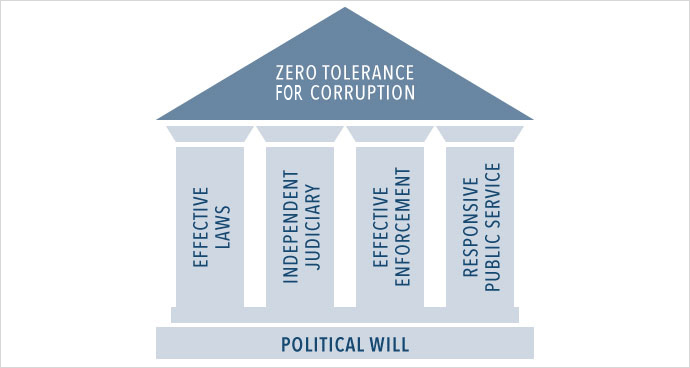 ZERO TOLERANCE
FOR CORRUPTION
EFFECTIVE
LAWS
INDEPENDENT
JUDICIARY
EFFECTIVE
ENFORCEMENT
RESPONSIVE
PUBLIC SERVICE
POLITICAL WILL